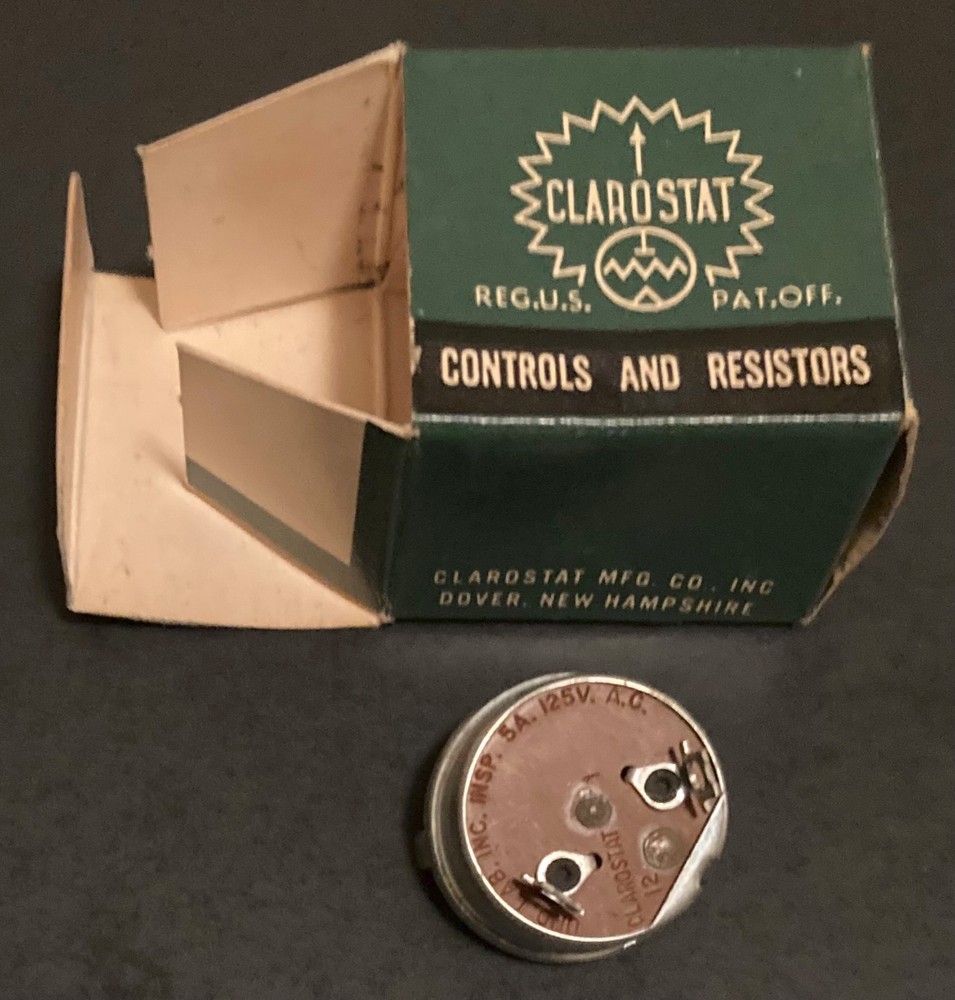 CLAROSTAT
REG.U.S. PAT.OFF.
CONTROLS AND RESISTORS
CLAROSTAT MFG. CO., INC
DOVER, NEW HAMPSHIRE
LAB. INC. INSP. 5A. 125V. A.C.
CLAROSTAT
12